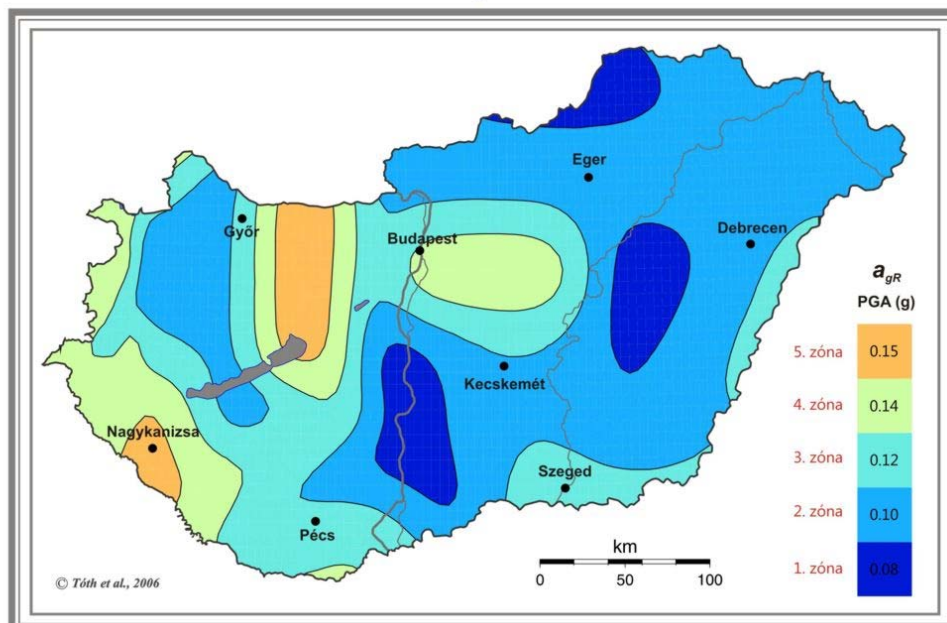 Eger
Győr
Budapest
Debrecen
Kecskemét
Nagykanizsa
Szeged
Pécs
a_gR
PGA (g)
5. zóna 0.15
4. zóna 0.14
3. zóna 0.12
2. zóna 0.10
1. zóna 0.08
km
0 50 100
© Tóth et al., 2006